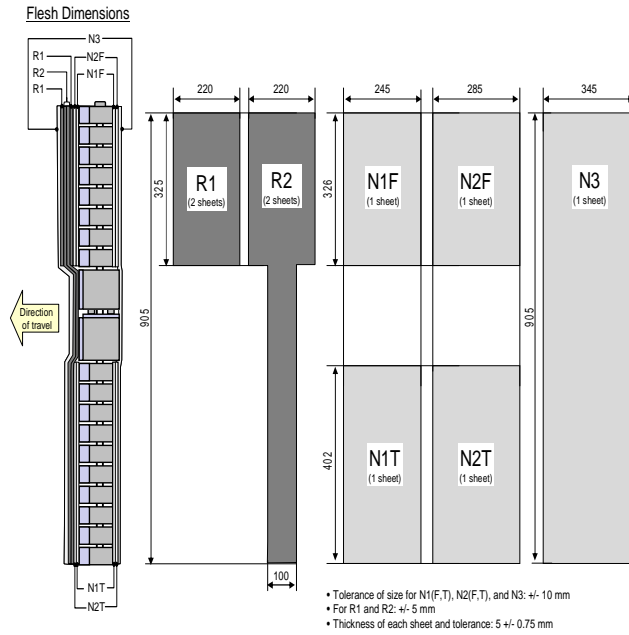 Flesh Dimensions
N3
R1
N2F
R2
N1F
R1
220
220
245
285
345
325
R1
(2 sheets)
R2
(2 sheets)
326
N1F
(1 sheet)
N2F
(1 sheet)
N3
(1 sheet)
Direction
of travel
905
905
402
N1T
(1 sheet)
N2T
(1 sheet)
100
N1T
N2T
• Tolerance of size for N1(F,T), N2(F,T), and N3: +/- 10 mm
• For R1 and R2: +/- 5 mm
• Thickness of each sheet and tolerance: 5 +/- 0.75 mm